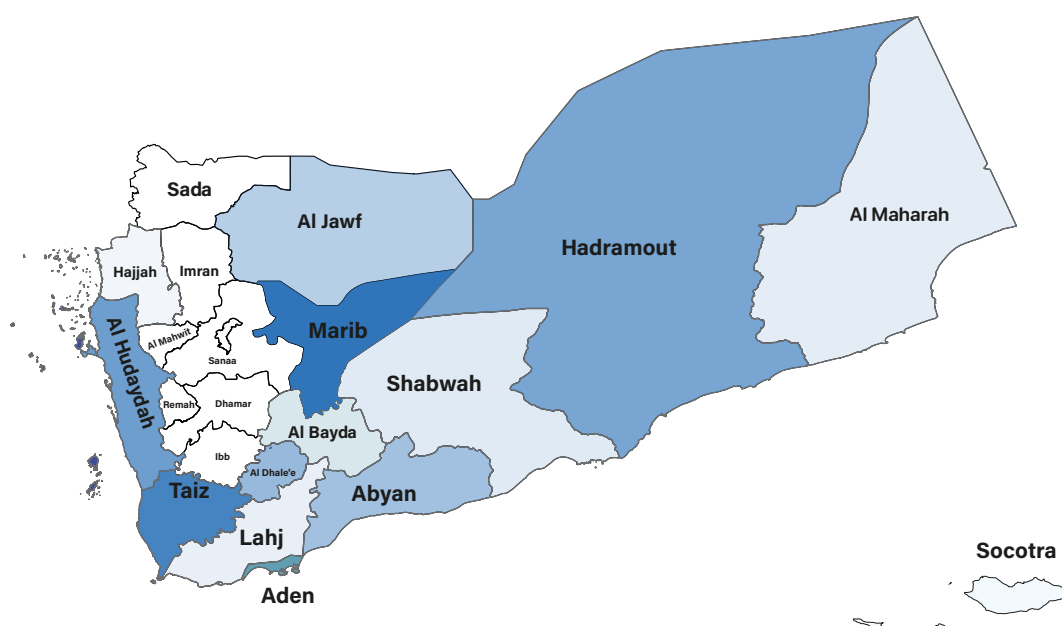 Sada
Al Jawf
Al Maharah
Hadramout
Hajjah
Imran
Marib
Al Hudaydah
Al Mahwit
Sanaa
Shabwah
Remah
Dhamar
Al Bayda
Ibb
Al Dhale'e
Taiz
Abyan
Lahj
Socotra
Aden